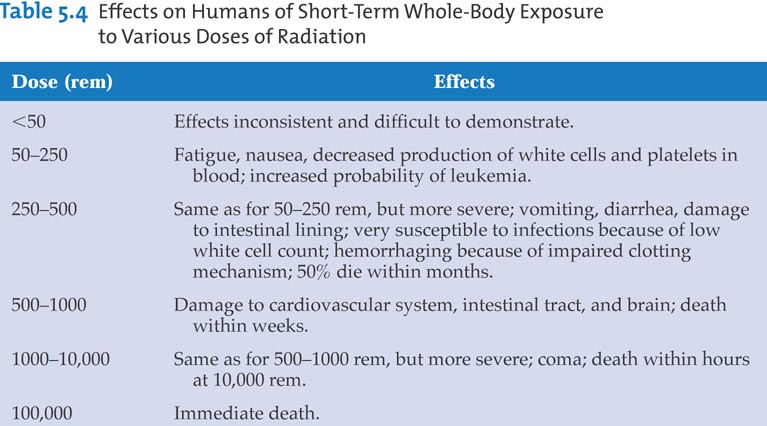 Table 5.4 Effects on Humans of Short-Term Whole-Body Exposure
to Various Doses of Radiation
Dose (rem) Effects
<50 Effects inconsistent and difficult to demonstrate.
50–250 Fatigue, nausea, decreased production of white cells and platelets in
blood; increased probability of leukemia.
250–500 Same as for 50–250 rem, but more severe; vomiting, diarrhea, damage
to intestinal lining; very susceptible to infections because of low
white cell count; hemorrhaging because of impaired clotting
mechanism; 50% die within months.
500–1000 Damage to cardiovascular system, intestinal tract, and brain; death
within weeks.
1000–10,000 Same as for 500–1000 rem, but more severe; coma; death within hours
at 10,000 rem.
100,000 Immediate death.